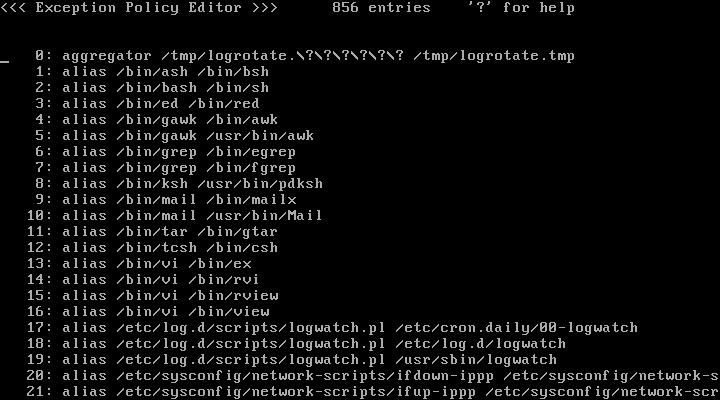 <<< Exception Policy Editor >>>      856 entries    '?' for help
0: aggregator /tmp/logrotate.\?\?\?\?\?\? /tmp/logrotate.tmp
1: alias /bin/ash /bin/bsh
2: alias /bin/bash /bin/sh
3: alias /bin/ed /bin/red
4: alias /bin/gawk /bin/awk
5: alias /bin/gawk /usr/bin/awk
6: alias /bin/grep /bin/egrep
7: alias /bin/grep /bin/fgrep
8: alias /bin/ksh /usr/bin/pdksh
9: alias /bin/mail /bin/mailx
10: alias /bin/mail /usr/bin/Mail
11: alias /bin/tar /bin/gtar
12: alias /bin/tcsh /bin/csh
13: alias /bin/vi /bin/ex
14: alias /bin/vi /bin/rvi
15: alias /bin/vi /bin/rview
16: alias /bin/vi /bin/view
17: alias /etc/log.d/scripts/logwatch.pl /etc/cron.daily/00-logwatch
18: alias /etc/log.d/scripts/logwatch.pl /etc/log.d/logwatch
19: alias /etc/log.d/scripts/logwatch.pl /usr/sbin/logwatch
20: alias /etc/sysconfig/network-scripts/ifdown-ippp /etc/sysconfig/network-s
21: alias /etc/sysconfig/network-scripts/ifup-ippp /etc/sysconfig/network-scr